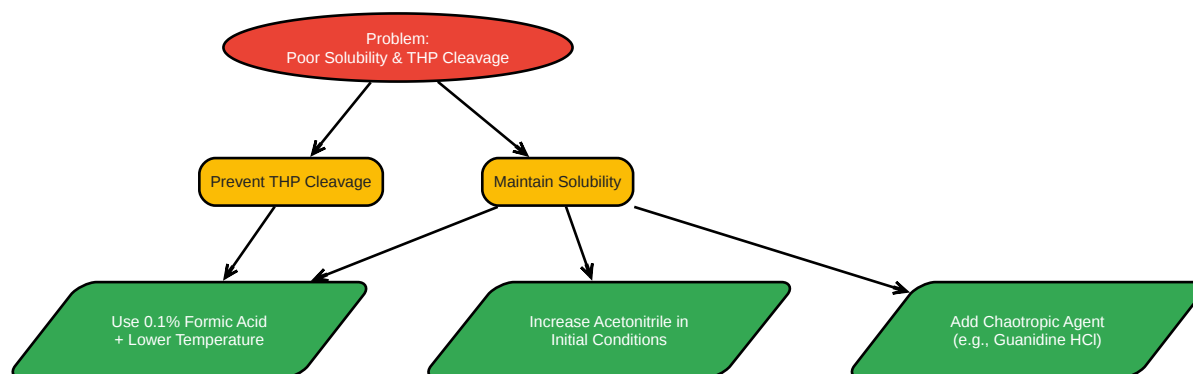 Problem:
Poor Solubility & THP Cleavage
Prevent THP Cleavage
Maintain Solubility
Use 0.1% Formic Acid
+ Lower Temperature
Increase Acetonitrile in
Initial Conditions
Add Chaotropic Agent
(e.g., Guanidine HCl)